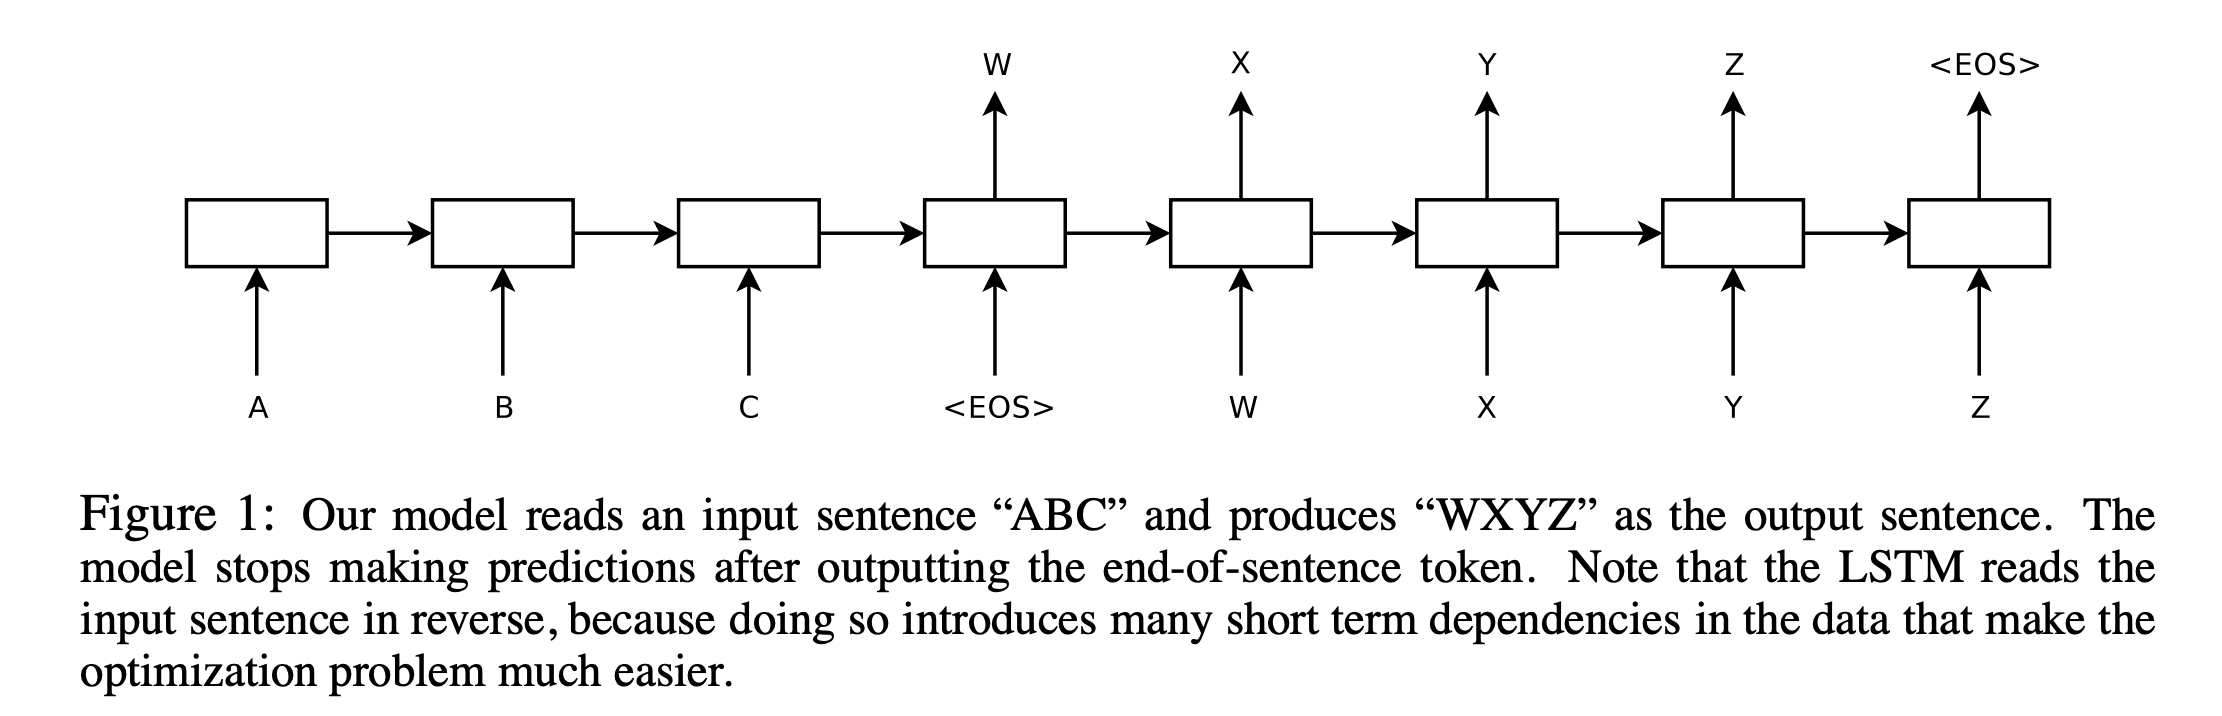 W X Y Z <EOS>
A B C <EOS> W X Y Z
Figure 1: Our model reads an input sentence “ABC” and produces “WXYZ” as the output sentence. The
model stops making predictions after outputting the end-of-sentence token. Note that the LSTM reads the
input sentence in reverse, because doing so introduces many short term dependencies in the data that make the
optimization problem much easier.